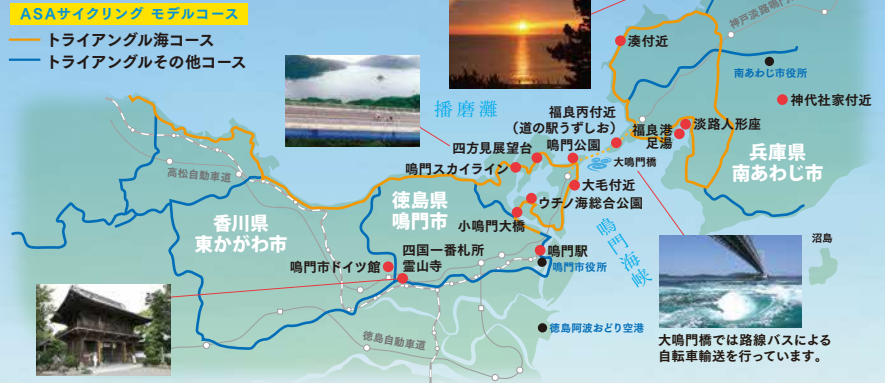 ASAサイクリング モデルコース
トライアングル海コース
トライアングルその他コース
神戸淡路鳴門
湊付近
南あわじ市役所
神代社家付近
播磨灘
福良丙付近
（道の駅うずしお）
福良港
足湯
淡路人形座
四方見展望台
鳴門公園
大鳴門橋
兵庫県
南あわじ市
鳴門スカイライン
高松自動車道
大毛付近
徳島県
鳴門市
ウチノ海総合公園
香川県
東かがわ市
小鳴門大橋
鳴門海峡
沼島
四国一番札所
霊山寺
鳴門駅
鳴門市ドイツ館
鳴門市役所
徳島自動車道
徳島阿波おどり空港
大鳴門橋では路線バスによる
自転車輸送を行っています。